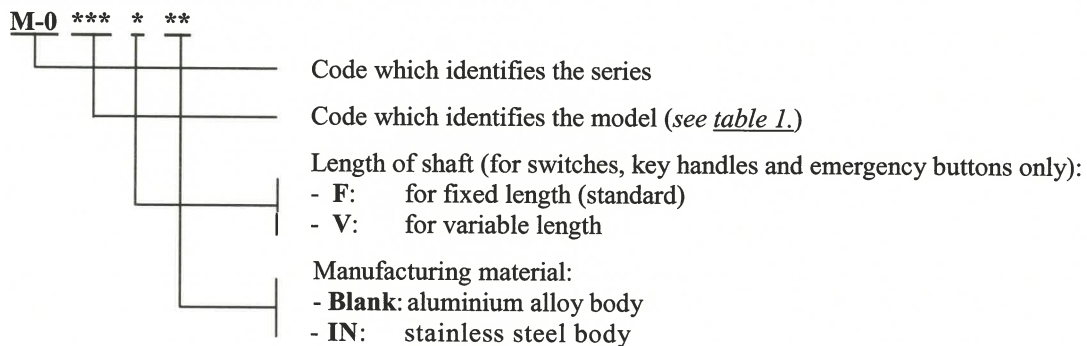 M-0 *** * **
Code which identifies the series
Code which identifies the model (see table 1.)
Length of shaft (for switches, key handles and emergency buttons only):
- F: for fixed length (standard)
- V: for variable length
Manufacturing material:
- Blank: aluminium alloy body
- IN: stainless steel body